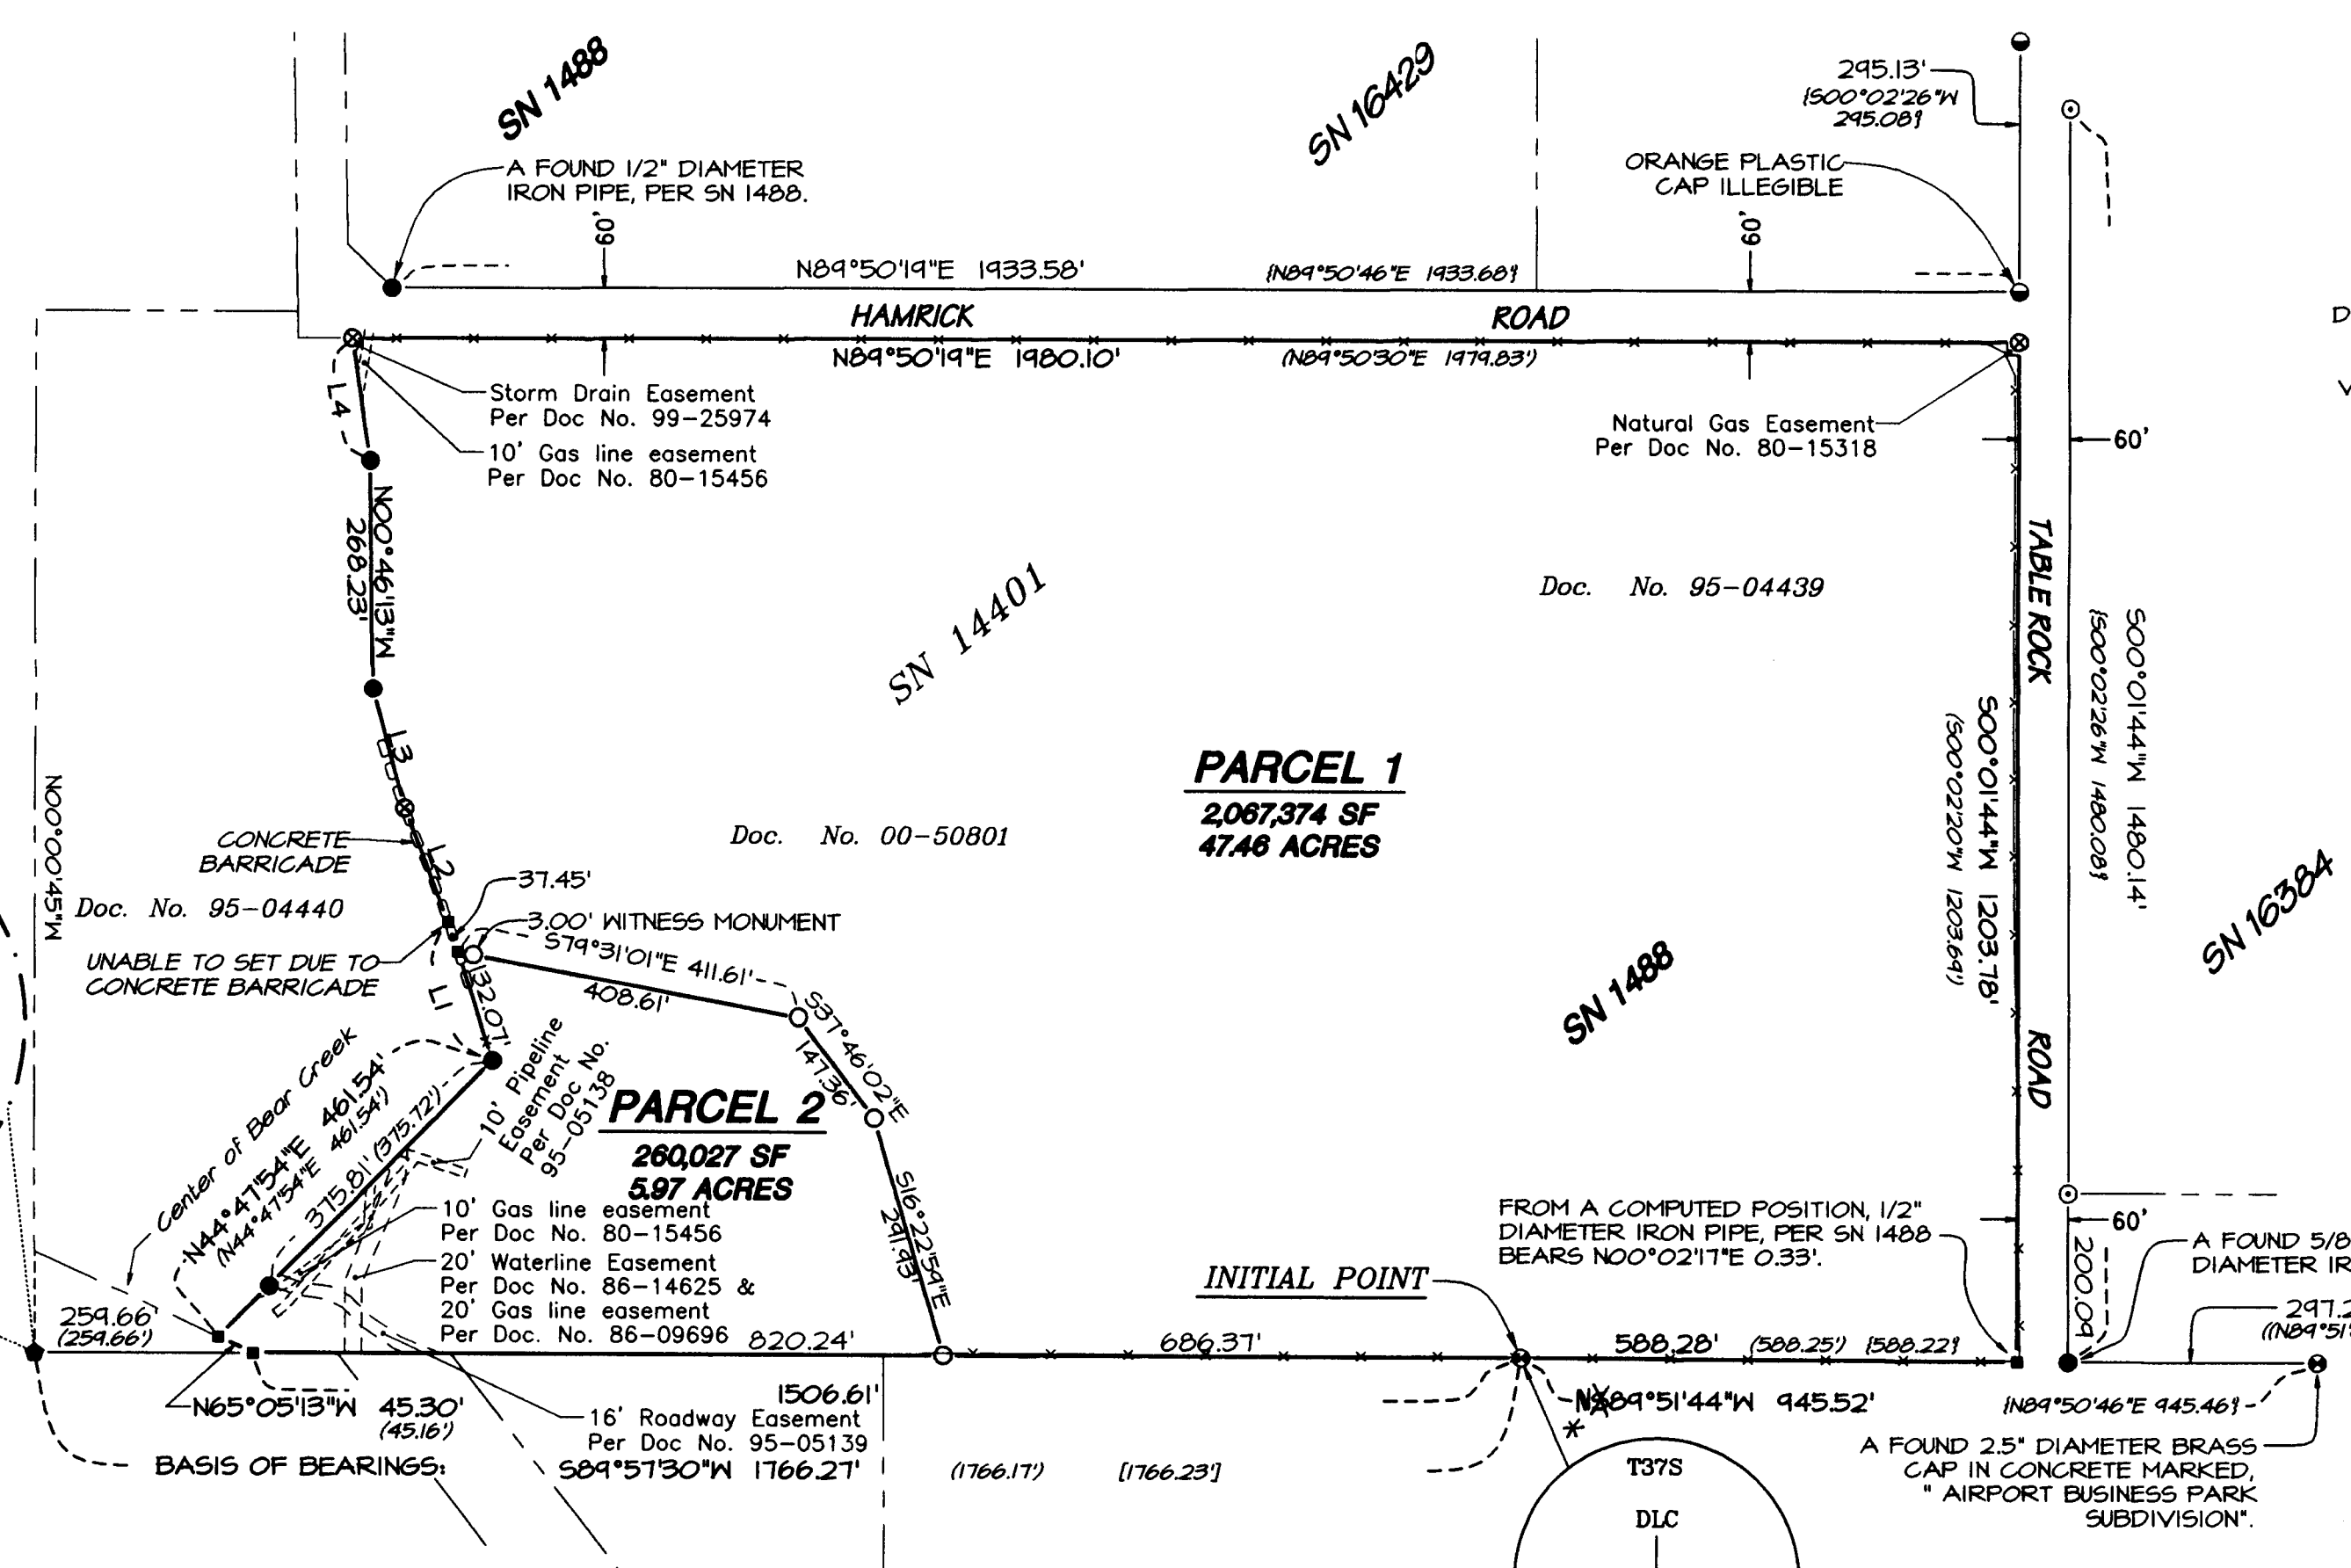 SN 1488
SN 16429
295.13'
{S00°02'26"W
295.08}
A FOUND 1/2" DIAMETER
IRON PIPE, PER SN 1488.
ORANGE PLASTIC
CAP ILLEGIBLE
60'
60'
N89°50'19"E 1933.58'
{N89°50'46"E 1933.68}
HAMRICK ROAD
N89°50'19"E 1980.10'
(N89°50'30"E 1979.83')
L4
Storm Drain Easement
Per Doc No. 99-25974
10' Gas line easement
Per Doc No. 80-15456
Natural Gas Easement
Per Doc No. 80-15318
60'
N00°46'13"W
268.23'
TABLE ROCK
ROAD
SN 14401
Doc. No. 95-04439
S00°01'44"W 1480.14'
{S00°02'26"W 1480.08}
S00°01'44"W 1203.78'
(S00°02'20"W 1203.69')
L3
PARCEL 1
2,067,374 SF
47.46 ACRES
N00°00'45"W
CONCRETE
BARRICADE
L2
Doc. No. 00-50801
37.45'
Doc. No. 95-04440
3.00' WITNESS MONUMENT
S79°31'01"E 411.61'
408.61'
UNABLE TO SET DUE TO
CONCRETE BARRICADE
L1
132.07'
SN 1488
SN 16384
S37°46'02"E
147.36'
Center of Bear Creek
N44°47'54"E 461.54'
(N44°47'54"E 461.54')
375.81' (375.72')
10' Pipeline
Easement
Per Doc No.
95-05138
PARCEL 2
260,027 SF
5.97 ACRES
S16°22'59"E
291.93'
10' Gas line easement
Per Doc No. 80-15456
20' Waterline Easement
Per Doc No. 86-14625 &
20' Gas line easement
Per Doc. No. 86-09696
FROM A COMPUTED POSITION, 1/2"
DIAMETER IRON PIPE, PER SN 1488
BEARS N00°02'17"E 0.33'.
60'
200.09
A FOUND 5/8
DIAMETER IR
INITIAL POINT
259.66'
(259.66')
820.24'
686.37'
588.28' (588.25') {588.22}
297.2
((N89°51'
N65°05'13"W 45.30'
(45.16')
1506.61'
16' Roadway Easement
Per Doc No. 95-05139
N89°51'44"W 945.52'
*
{N89°50'46"E 945.46}
BASIS OF BEARINGS:
S89°57'30"W 1766.27' (1766.17') [1766.23']
A FOUND 2.5" DIAMETER BRASS
CAP IN CONCRETE MARKED,
" AIRPORT BUSINESS PARK
SUBDIVISION".
T37S
DLC
D
V